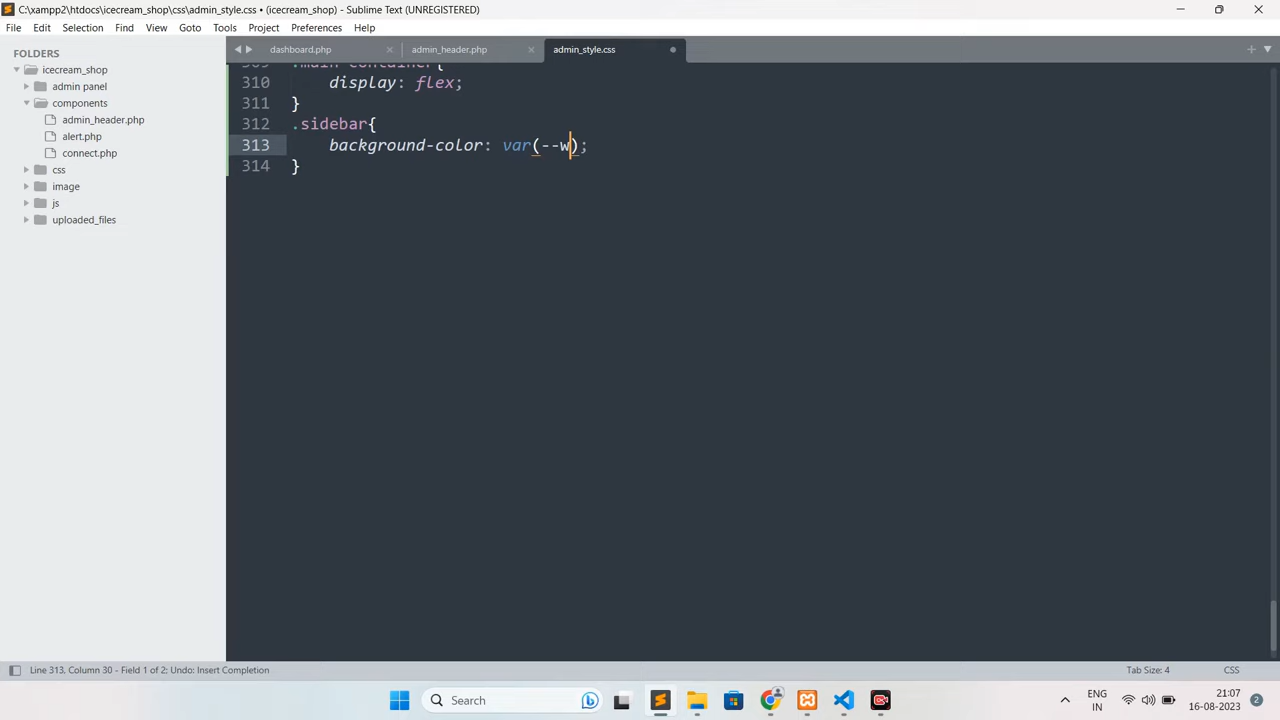 C:\xampp2\htdocs\icecream_shop\css\admin_style.css • (icecream_shop) - Sublime Text (UNREGISTERED)
File Edit Selection Find View Goto Tools Project Preferences Help
FOLDERS
icecream_shop
admin panel
components
admin_header.php
alert.php
connect.php
css
image
js
uploaded_files
dashboard.php admin_header.php admin_style.css
310 display: flex;
311 }
312 .sidebar{
313 background-color: var(--w);
314 }
Line 313, Column 30 - Field 1 of 2; Undo: Insert Completion Tab Size: 4 CSS
Search ENG IN 21:07 16-08-2023